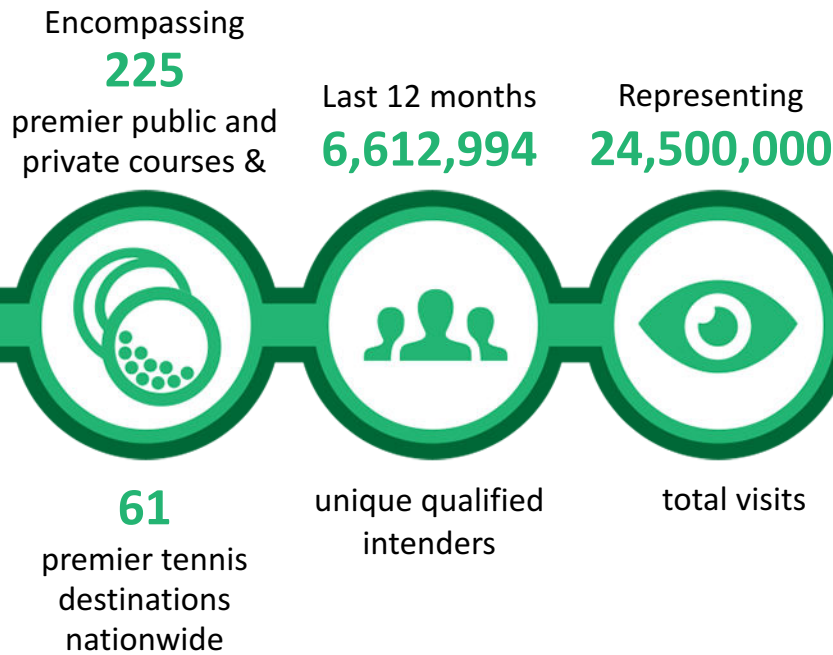 Encompassing
225
premier public and
private courses &
61
premier tennis
destinations
nationwide
Last 12 months
6,612,994
unique qualified
intenders
Representing
24,500,000
total visits